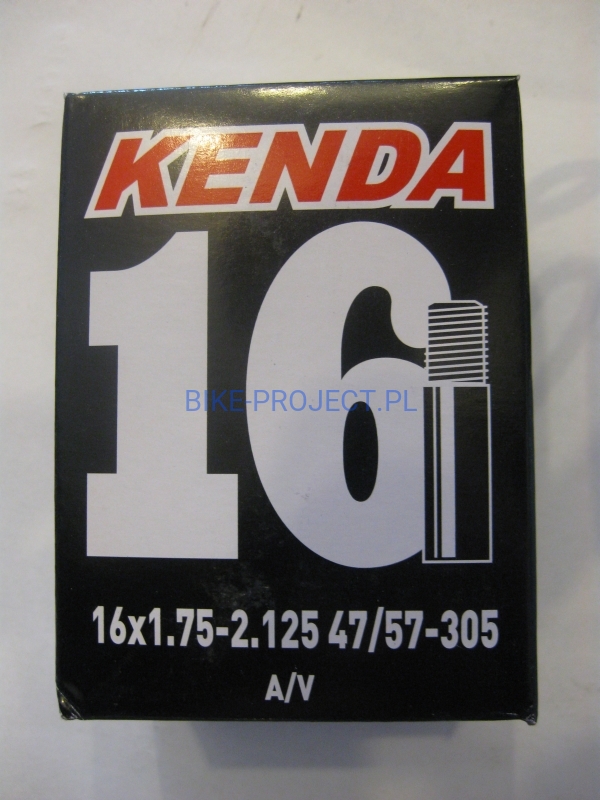 KENDA
16
BIKE-PROJECT.PL
16x1.75-2.125 47/57-305
A/V